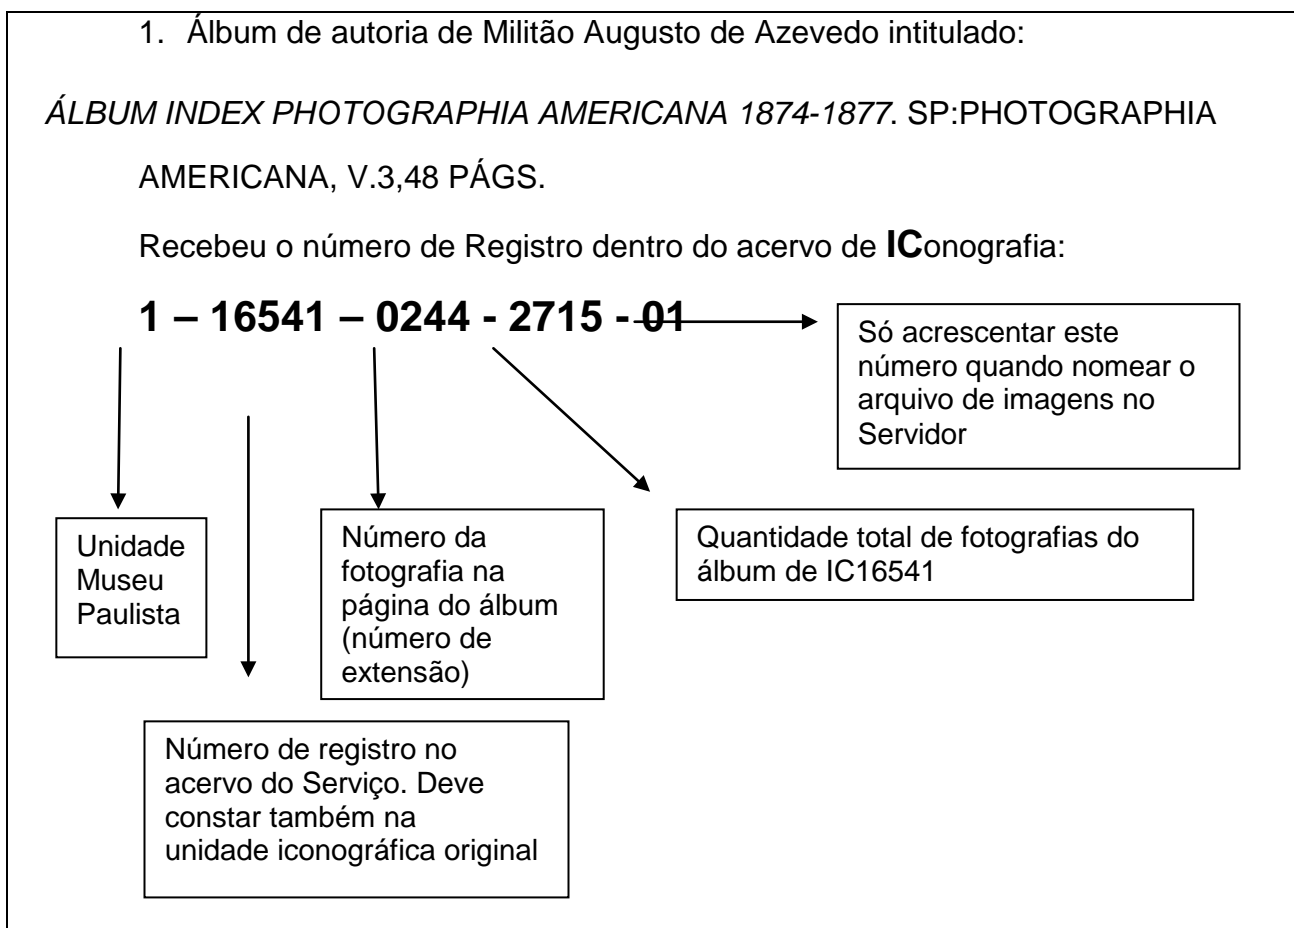 1. Álbum de autoria de Militão Augusto de Azevedo intitulado:
ÁLBUM INDEX PHOTOGRAPHIA AMERICANA 1874-1877. SP:PHOTOGRAPHIA
AMERICANA, V.3,48 PÁGS.
Recebeu o número de Registro dentro do acervo de IConografia:
1 – 16541 – 0244 - 2715 - 01
Só acrescentar este
número quando nomear o
arquivo de imagens no
Servidor
Unidade
Museu
Paulista
Número da
fotografia na
página do álbum
(número de
extensão)
Quantidade total de fotografias do
álbum de IC16541
Número de registro no
acervo do Serviço. Deve
constar também na
unidade iconográfica original